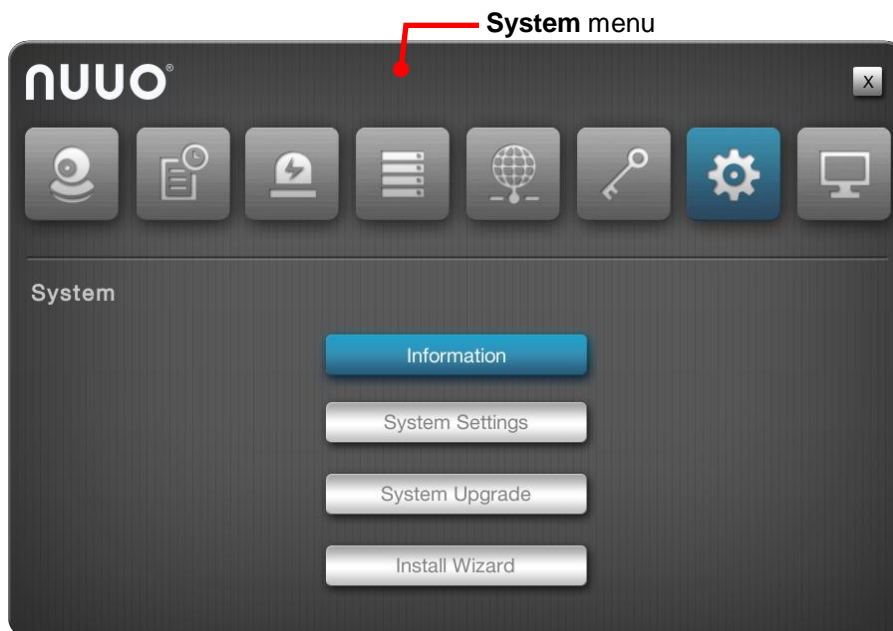 System menu
nuuo®
X
System
Information
System Settings
System Upgrade
Install Wizard